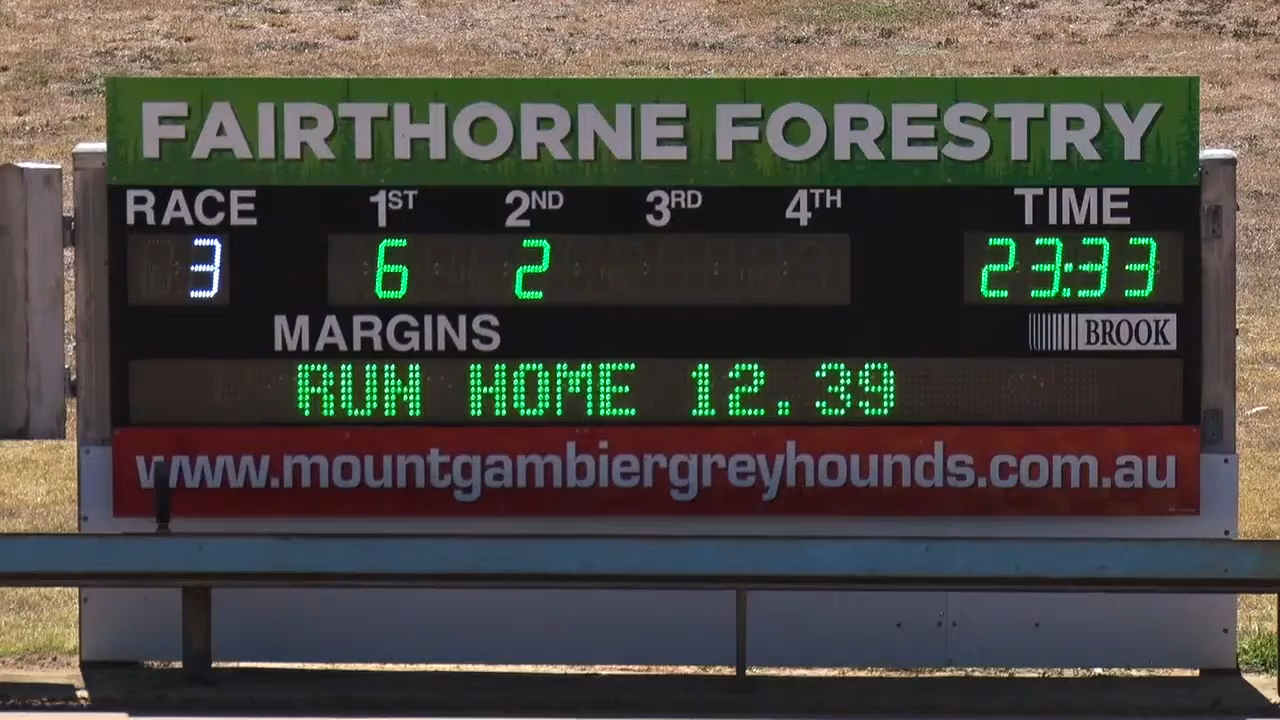 FAIRTHORNE FORESTRY
RACE 1ST 2ND 3RD 4TH TIME
3 6 2 23:33
MARGINS BROOK
RUN HOME 12.39
www.mountgambiergreyhounds.com.au